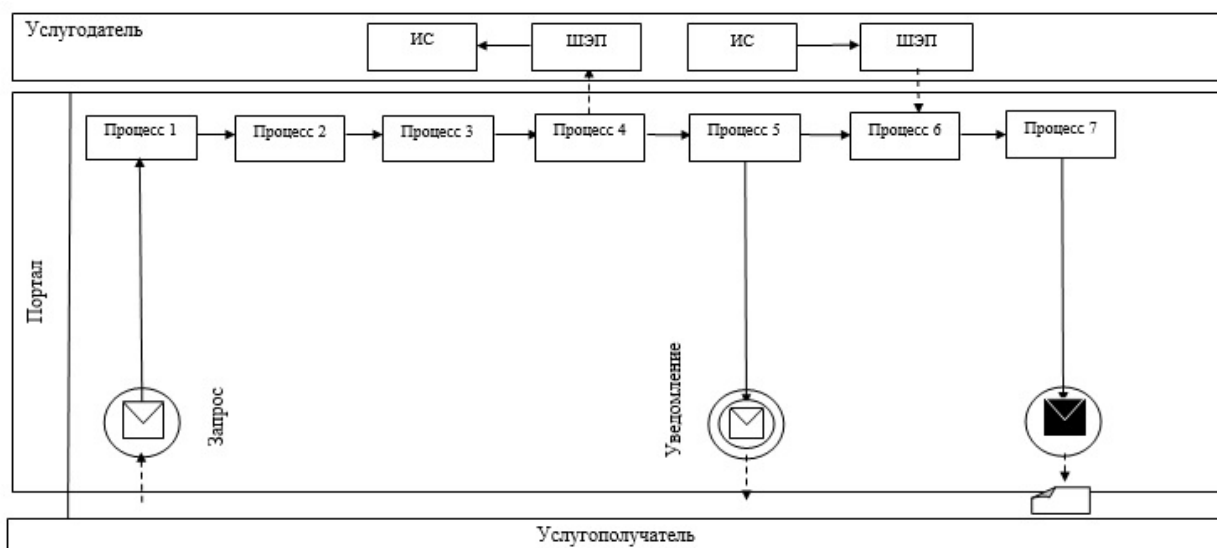 Услугодатель
ИС
ШЭП
ИС
ШЭП
Процесс 1
Процесс 2
Процесс 3
Процесс 4
Процесс 5
Процесс 6
Процесс 7
Портал
Запрос
Уведомление
Услугополучатель